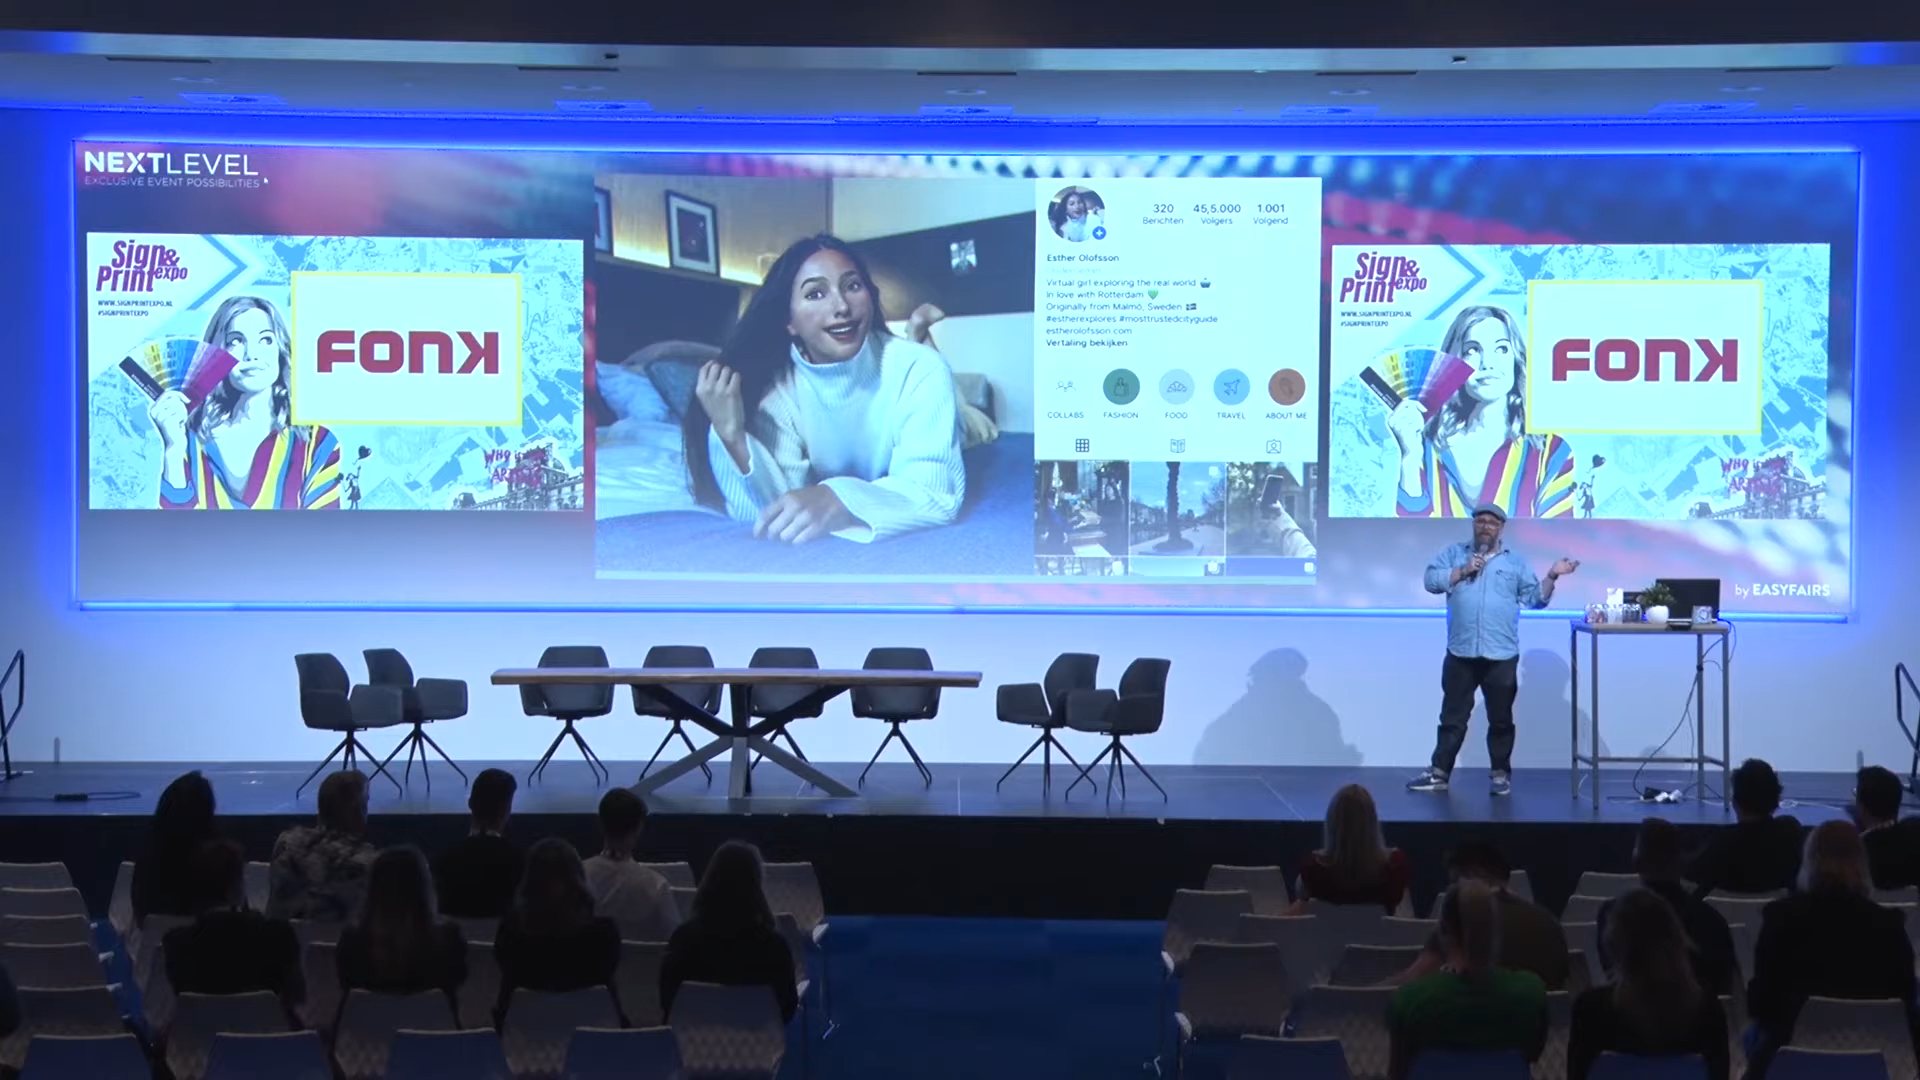 NEXTLEVEL
EXCLUSIVE EVENT POSSIBILITIES
Sign&
Print expo
WWW.SIGNPRINTEXPO.NL
#SIGNPRINTEXPO
FONK
WHO
320 45,5.000 1.001
Berichten Volgers Volgend
Esther Olofsson
Virtual girl exploring the real world
In love with Rotterdam 💚
Originally from Malmö, Sweden 🇸🇪
#estherexplores #mosttrustedcityguide
estherolofsson.com
Vertaling bekijken
COLLABS FASHION FOOD TRAVEL ABOUT ME
Sign&
Print expo
WWW.SIGNPRINTEXPO.NL
#SIGNPRINTEXPO
FONK
WHO
by EASYFAIRS